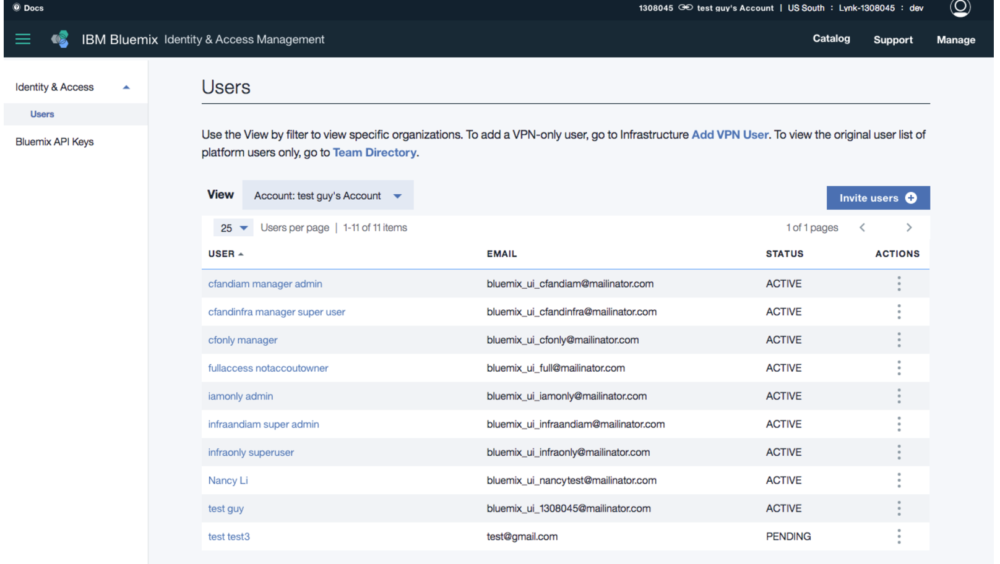 Docs
1308045 test guy's Account | US South : Lynk-1308045 : dev
IBM Bluemix Identity & Access Management
Catalog Support Manage
Identity & Access
Users
Bluemix API Keys
Users
Use the View by filter to view specific organizations. To add a VPN-only user, go to Infrastructure Add VPN User. To view the original user list of
platform users only, go to Team Directory.
View Account: test guy's Account
Invite users
25 Users per page | 1-11 of 11 items
1 of 1 pages
USER EMAIL STATUS ACTIONS
cfandiam manager admin bluemix_ui_cfandiam@mailinator.com ACTIVE
cfandinfra manager super user bluemix_ui_cfandinfra@mailinator.com ACTIVE
cfonly manager bluemix_ui_cfonly@mailinator.com ACTIVE
fullaccess notaccoutowner bluemix_ui_full@mailinator.com ACTIVE
iamonly admin bluemix_ui_iamonly@mailinator.com ACTIVE
infraandiam super admin bluemix_ui_infraandiam@mailinator.com ACTIVE
infraonly superuser bluemix_ui_infraonly@mailinator.com ACTIVE
Nancy Li bluemix_ui_nancytest@mailinator.com ACTIVE
test guy bluemix_ui_1308045@mailinator.com ACTIVE
test test3 test@gmail.com PENDING